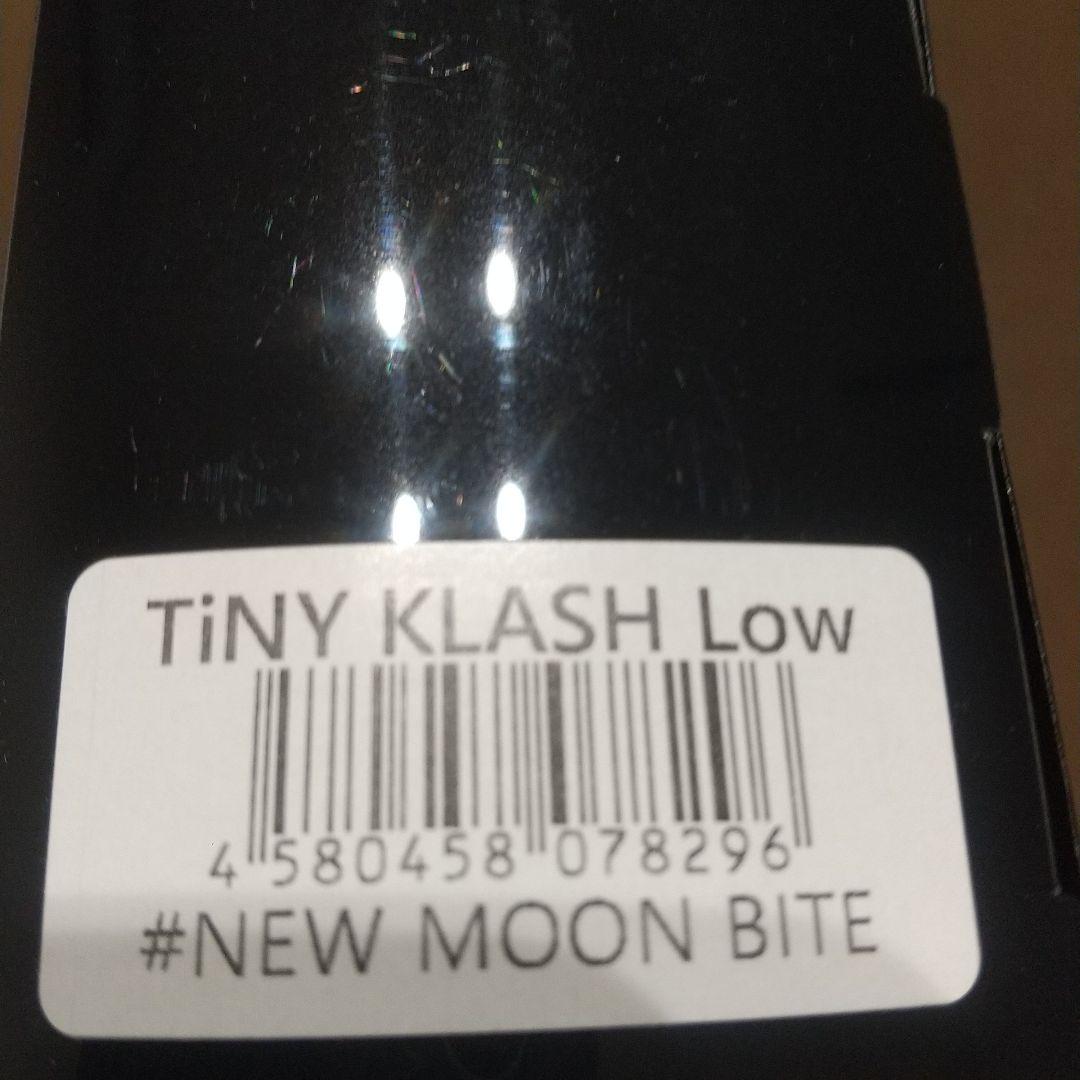 TiNY KLASH Low
4 580458 078296
#NEW MOON BITE